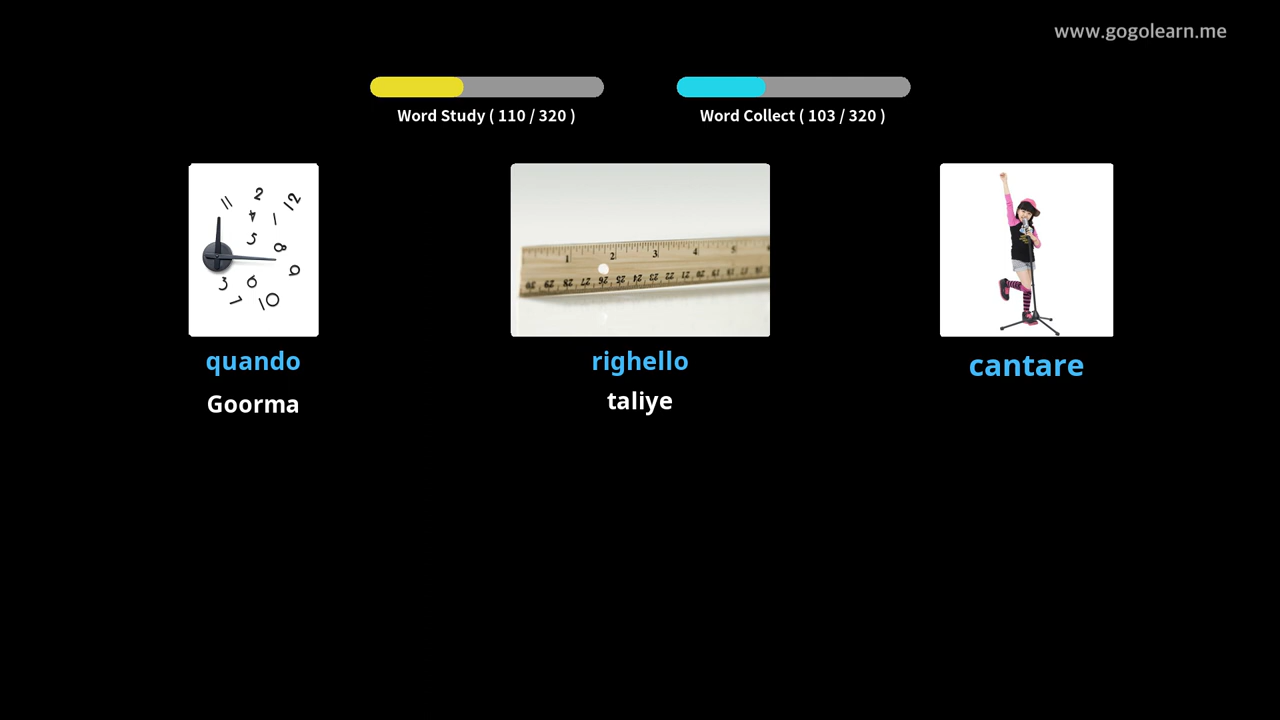 www.gogolearn.me
Word Study ( 110 / 320 )
Word Collect ( 103 / 320 )
quando
righello
cantare
Goorma
taliye